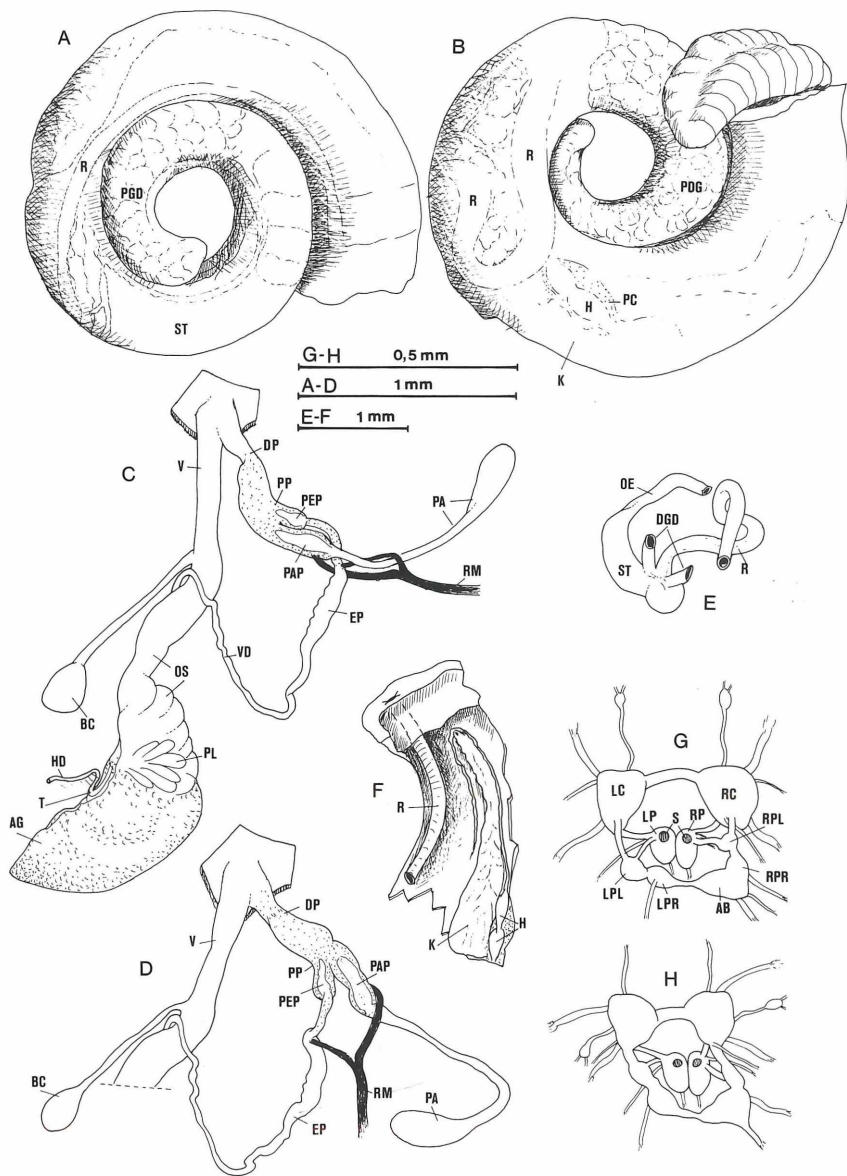 A
R
PGD
ST
B
R
R
PDG
PC
H
K
G-H 0,5 mm
A-D 1 mm
E-F 1 mm
C
V
DP
PP
PEP
PA
PAP
RM
EP
VD
OS
OS
BC
HD
PL
T
AG
OE
DGD
ST
R
E
F
R
K
H
G
LC
RC
LP
S
RP
RPL
LPL
LPR
AB
RPR
D
V
DP
PP
PEP
PAP
BC
EP
RM
PA
H